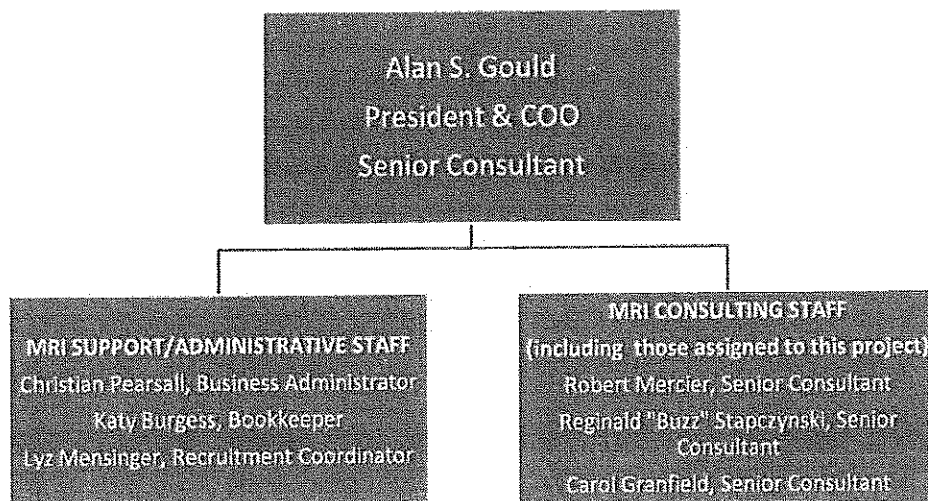 Alan S. Gould
President & COO
Senior Consultant
MRI SUPPORT/ADMINISTRATIVE STAFF
Christian Pearsall, Business Administrator
Katy Burgess, Bookkeeper
Lyz Mensinger, Recruitment Coordinator
MRI CONSULTING STAFF
(including those assigned to this project)
Robert Mercier, Senior Consultant
Reginald "Buzz" Stapczynski, Senior
Consultant
Carol Granfield, Senior Consultant